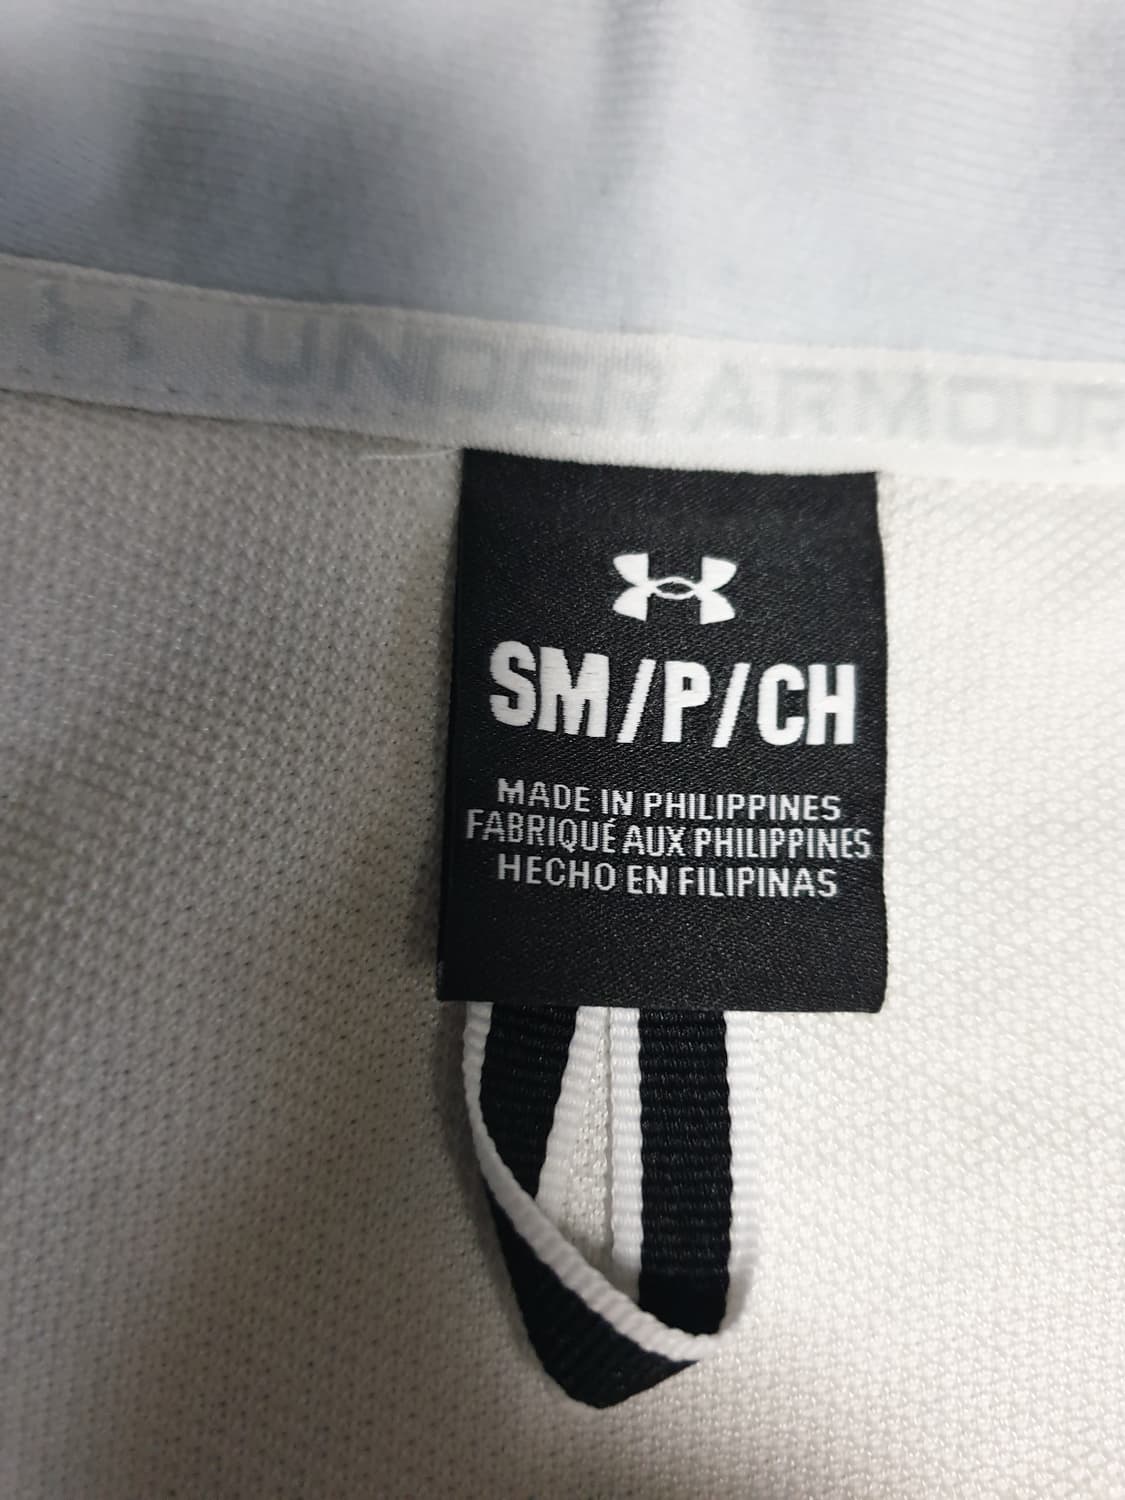 UNDER ARMOUR
SM/P/CH
MADE IN PHILIPPINES
FABRIQUÉ AUX PHILIPPINES
HECHO EN FILIPINAS